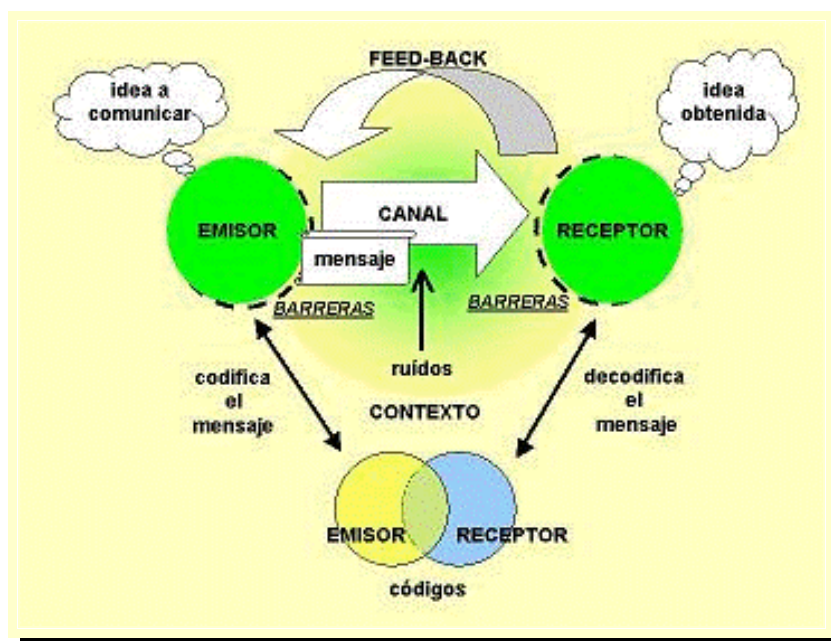 FEED-BACK
idea a
comunicar
idea
obtenida
CANAL
EMISOR
RECEPTOR
mensaje
BARRERAS
BARRERAS
ruídos
codifica
el
mensaje
decodifica
el
mensaje
CONTEXTO
EMISOR
RECEPTOR
códigos